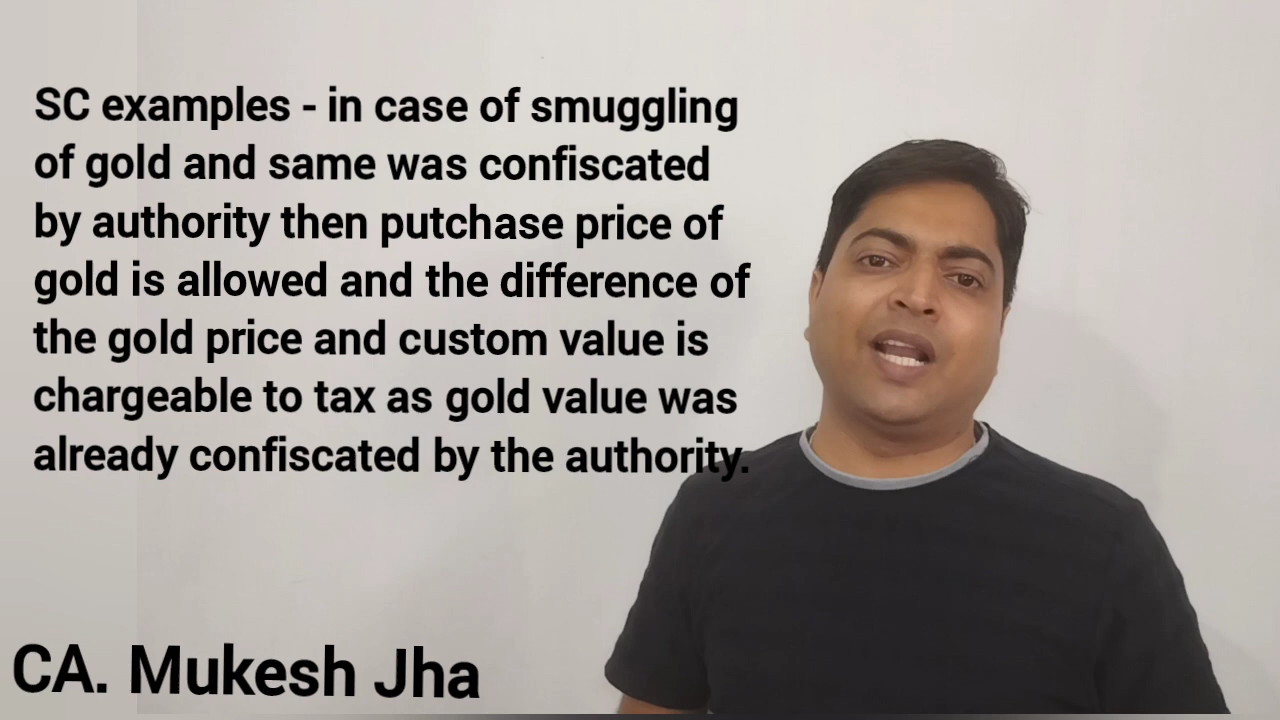 SC examples - in case of smuggling
of gold and same was confiscated
by authority then putchase price of
gold is allowed and the difference of
the gold price and custom value is
chargeable to tax as gold value was
already confiscated by the authority.
CA. Mukesh Jha